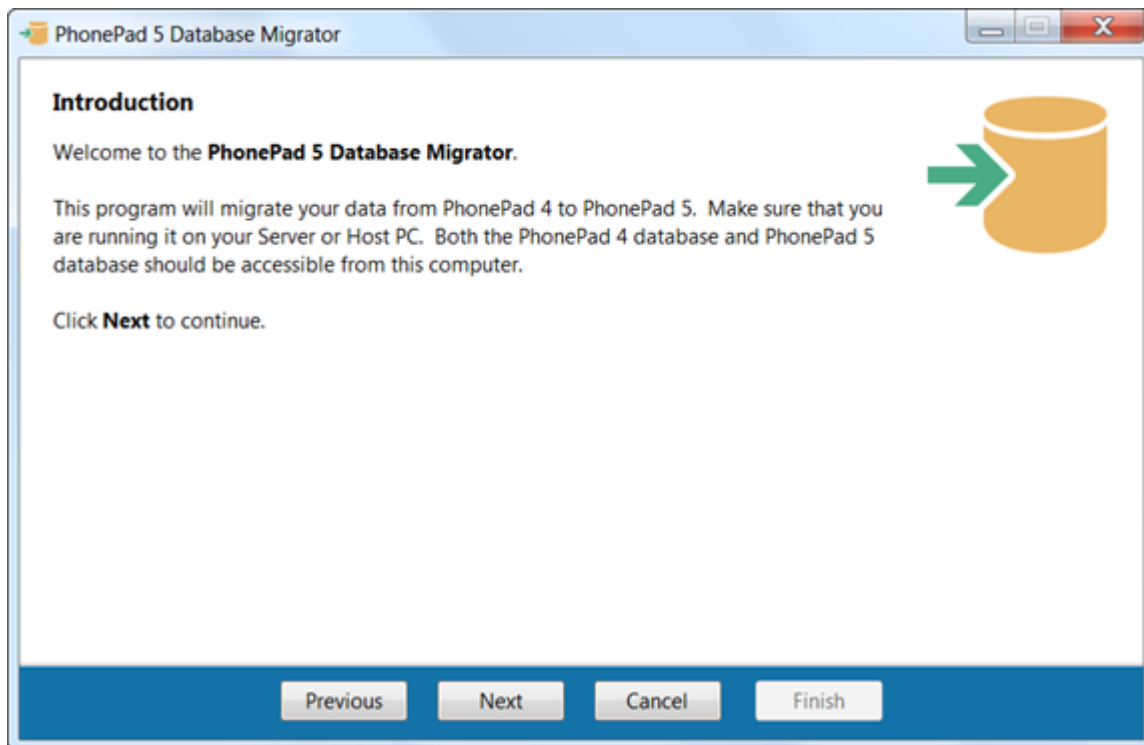 PhonePad 5 Database Migrator
Introduction
Welcome to the PhonePad 5 Database Migrator.
This program will migrate your data from PhonePad 4 to PhonePad 5.  Make sure that you
are running it on your Server or Host PC.  Both the PhonePad 4 database and PhonePad 5
database should be accessible from this computer.
Click Next to continue.
Previous
Next
Cancel
Finish